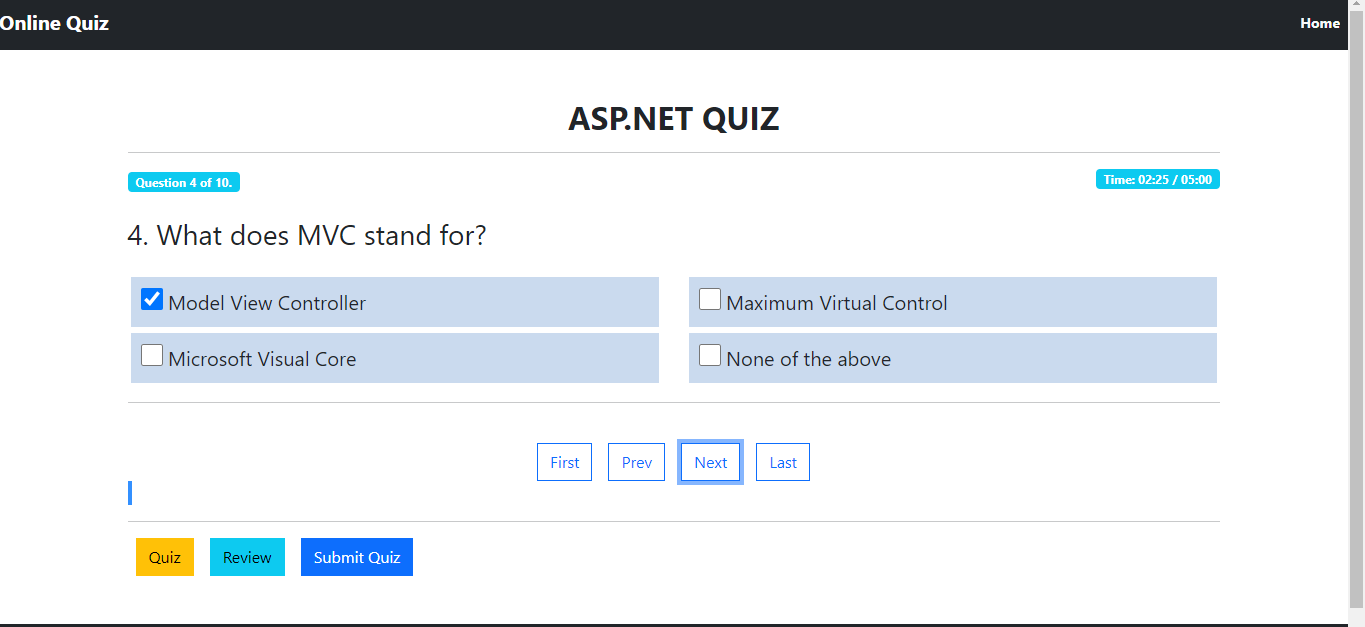 Online Quiz
Home
ASP.NET QUIZ
Question 4 of 10.
Time: 02:25 / 05:00
4. What does MVC stand for?
Model View Controller
Maximum Virtual Control
Microsoft Visual Core
None of the above
First
Prev
Next
Last
Quiz
Review
Submit Quiz